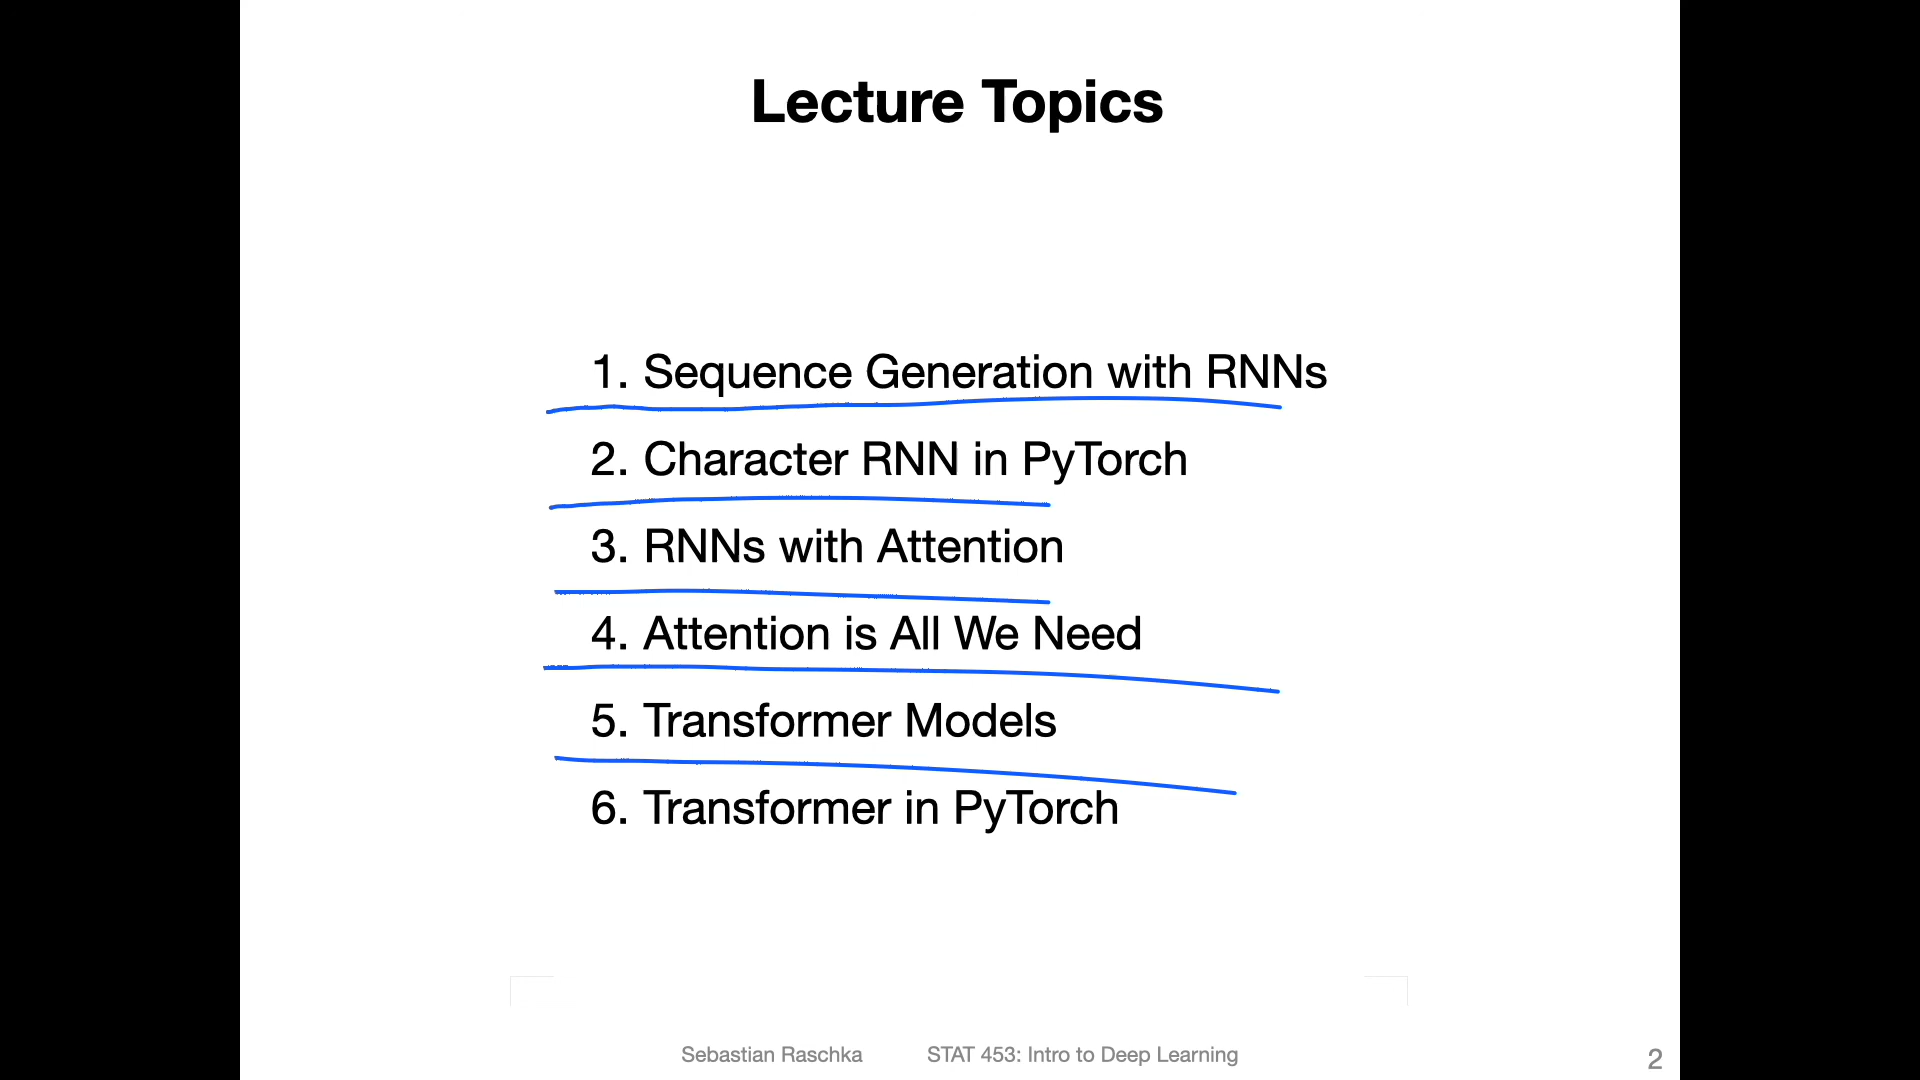 Lecture Topics
1. Sequence Generation with RNNs
2. Character RNN in PyTorch
3. RNNs with Attention
4. Attention is All We Need
5. Transformer Models
6. Transformer in PyTorch
Sebastian Raschka STAT 453: Intro to Deep Learning 2